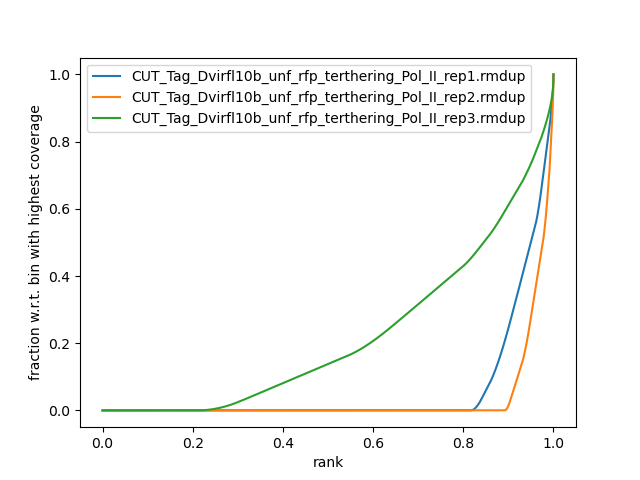 CUT_Tag_Dvirfl10b_unf_rfp_terthering_Pol_II_rep1.rmdup
CUT_Tag_Dvirfl10b_unf_rfp_terthering_Pol_II_rep2.rmdup
CUT_Tag_Dvirfl10b_unf_rfp_terthering_Pol_II_rep3.rmdup
fraction w.r.t. bin with highest coverage
1.0
0.8
0.6
0.4
0.2
0.0
0.0 0.2 0.4 0.6 0.8 1.0
rank